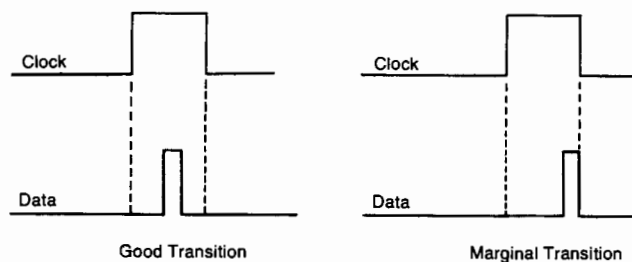 Clock
Clock
Data
Data
Good Transition
Marginal Transition